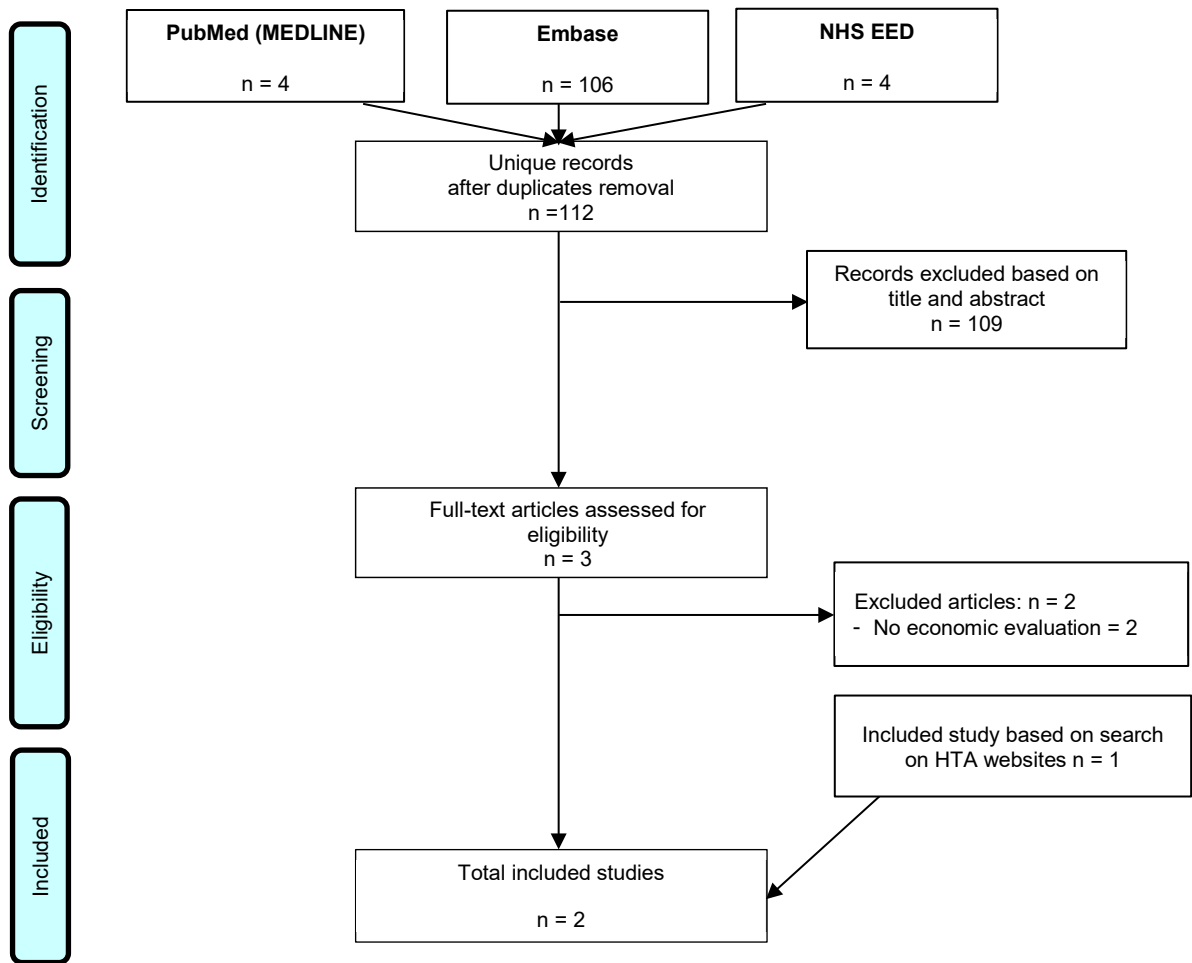 PubMed (MEDLINE)
n = 4
Embase
n = 106
NHS EED
n = 4
Identification
Unique records
after duplicates removal
n =112
Records excluded based on
title and abstract
n = 109
Screening
Full-text articles assessed for
eligibility
n = 3
Eligibility
Excluded articles: n = 2
- No economic evaluation = 2
Included study based on search
on HTA websites n = 1
Included
Total included studies
n = 2